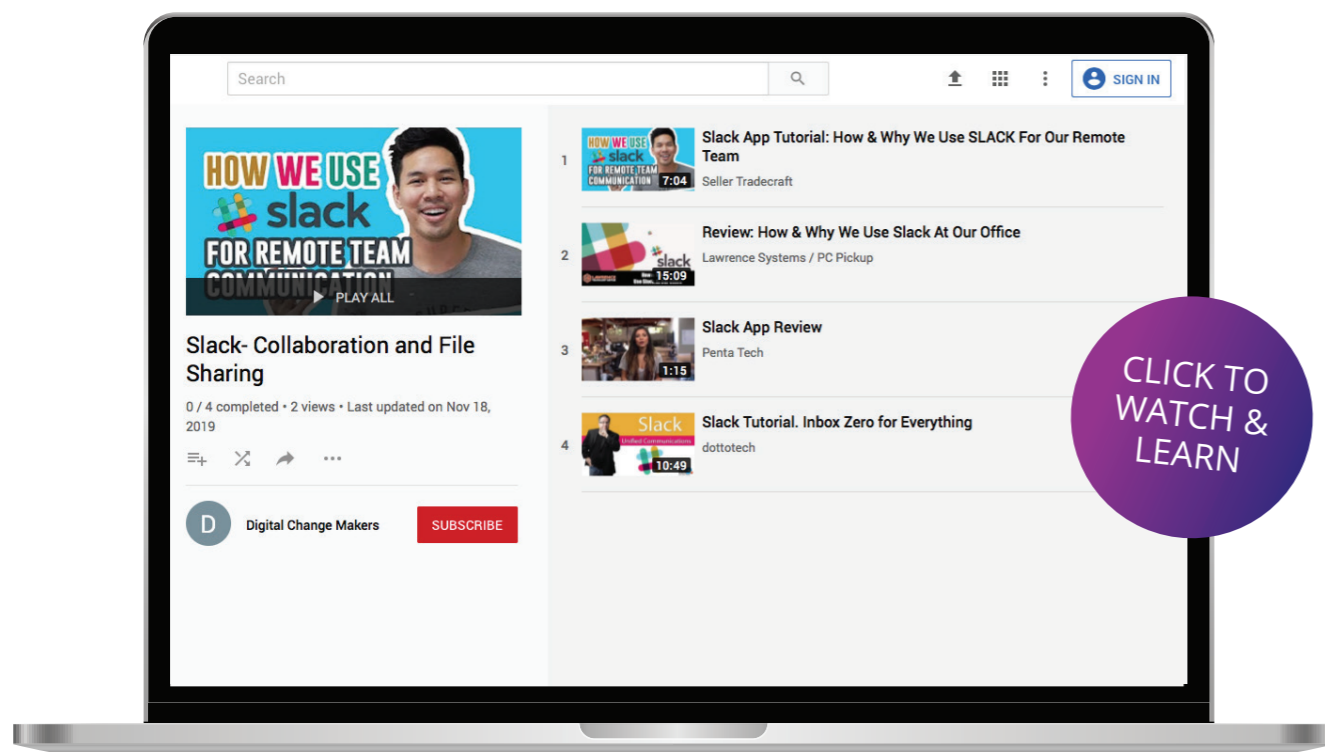 Search
SIGN IN
HOW WE USE
slack
FOR REMOTE TEAM
COMMUNICATION
PLAY ALL
Slack- Collaboration and File
Sharing
0 / 4 completed • 2 views • Last updated on Nov 18,
2019
D
Digital Change Makers
SUBSCRIBE
1
HOW WE USE
slack
FOR REMOTE TEAM
COMMUNICATION
7:04
Slack App Tutorial: How & Why We Use SLACK For Our Remote
Team
Seller Tradecraft
2
slack
15:09
Review: How & Why We Use Slack At Our Office
Lawrence Systems / PC Pickup
3
1:15
Slack App Review
Penta Tech
4
Slack
Unified Communications
10:49
Slack Tutorial. Inbox Zero for Everything
dottotech
CLICK TO
WATCH &
LEARN